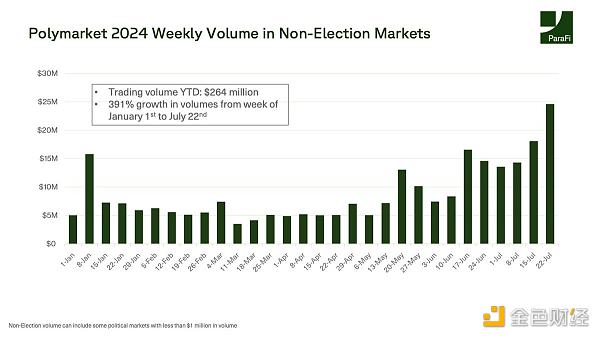 Polymarket 2024 Weekly Volume in Non-Election Markets
ParaFi
• Trading volume YTD: $264 million
• 391% growth in volumes from week of
January 1st to July 22nd
$30M
$25M
$20M
$15M
$10M
$5M
$0
1-Jan
8-Jan
15-Jan
22-Jan
29-Jan
5-Feb
12-Feb
19-Feb
26-Feb
4-Mar
11-Mar
18-Mar
25-Mar
1-Apr
8-Apr
15-Apr
22-Apr
29-Apr
6-May
13-May
20-May
27-May
3-Jun
10-Jun
17-Jun
24-Jun
1-Jul
8-Jul
15-Jul
22-Jul
Non-Election volume can include some political markets with less than $1 million in volume
金色财经